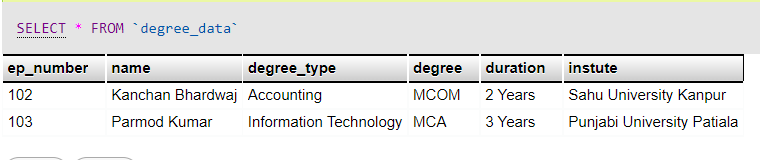 SELECT * FROM `degree_data`
ep_number name degree_type degree duration instute
102 Kanchan Bhardwaj Accounting MCOM 2 Years Sahu University Kanpur
103 Parmod Kumar Information Technology MCA 3 Years Punjabi University Patiala